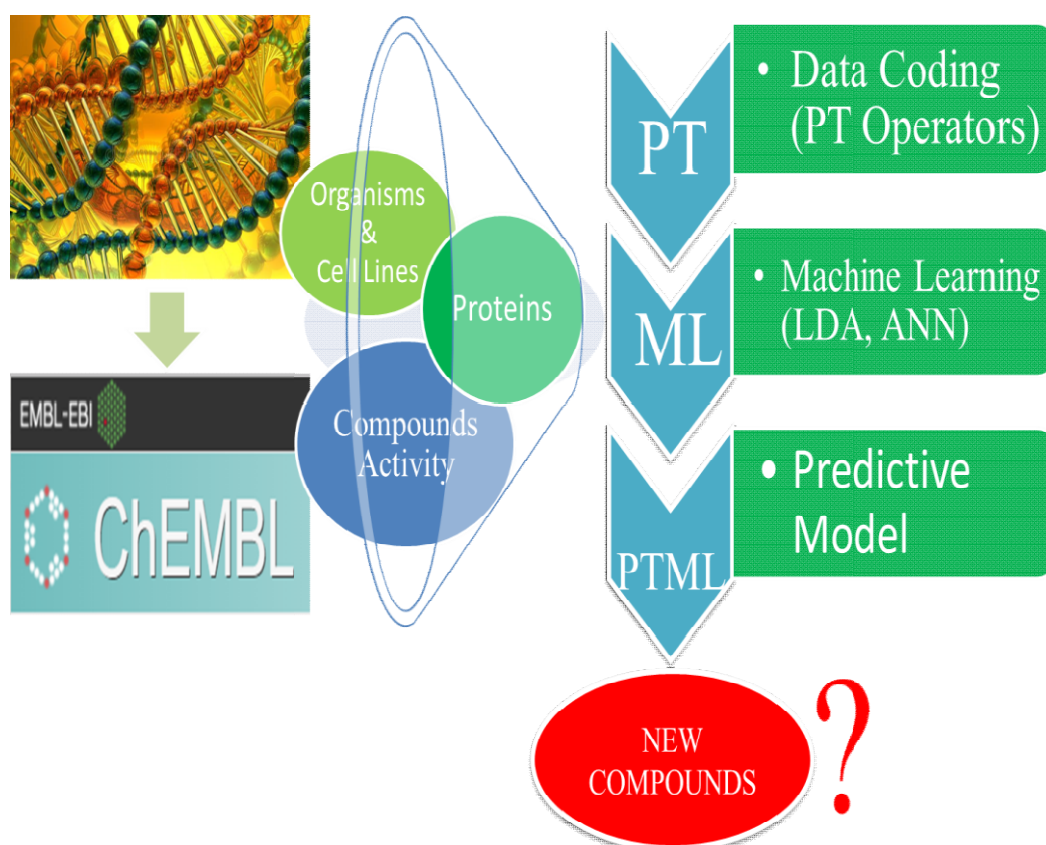 EMBL-EBI
ChEMBL
Organisms
&
Cell Lines
Proteins
Compounds
Activity
PT
• Data Coding
(PT Operators)
ML
• Machine Learning
(LDA, ANN)
PTML
• Predictive
Model
NEW
COMPOUNDS
?